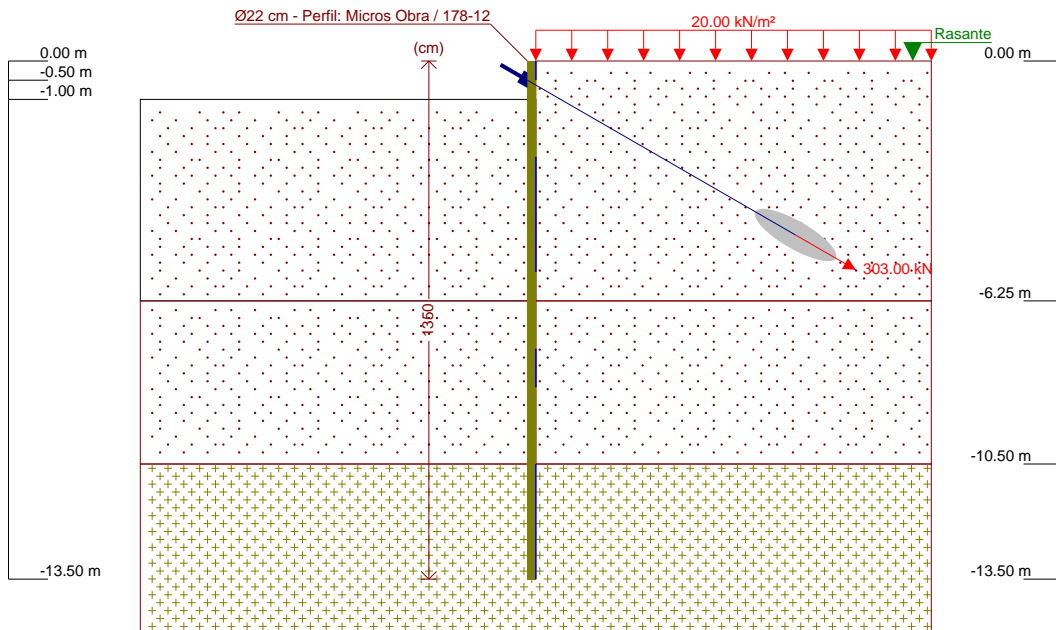 Ø22 cm - Perfil: Micros Obra / 178-12
20.00 kN/m²
Rasante
(cm)
0.00 m
0.00 m
-0.50 m
-1.00 m
303.00 kN
-6.25 m
1350
-10.50 m
-13.50 m
-13.50 m